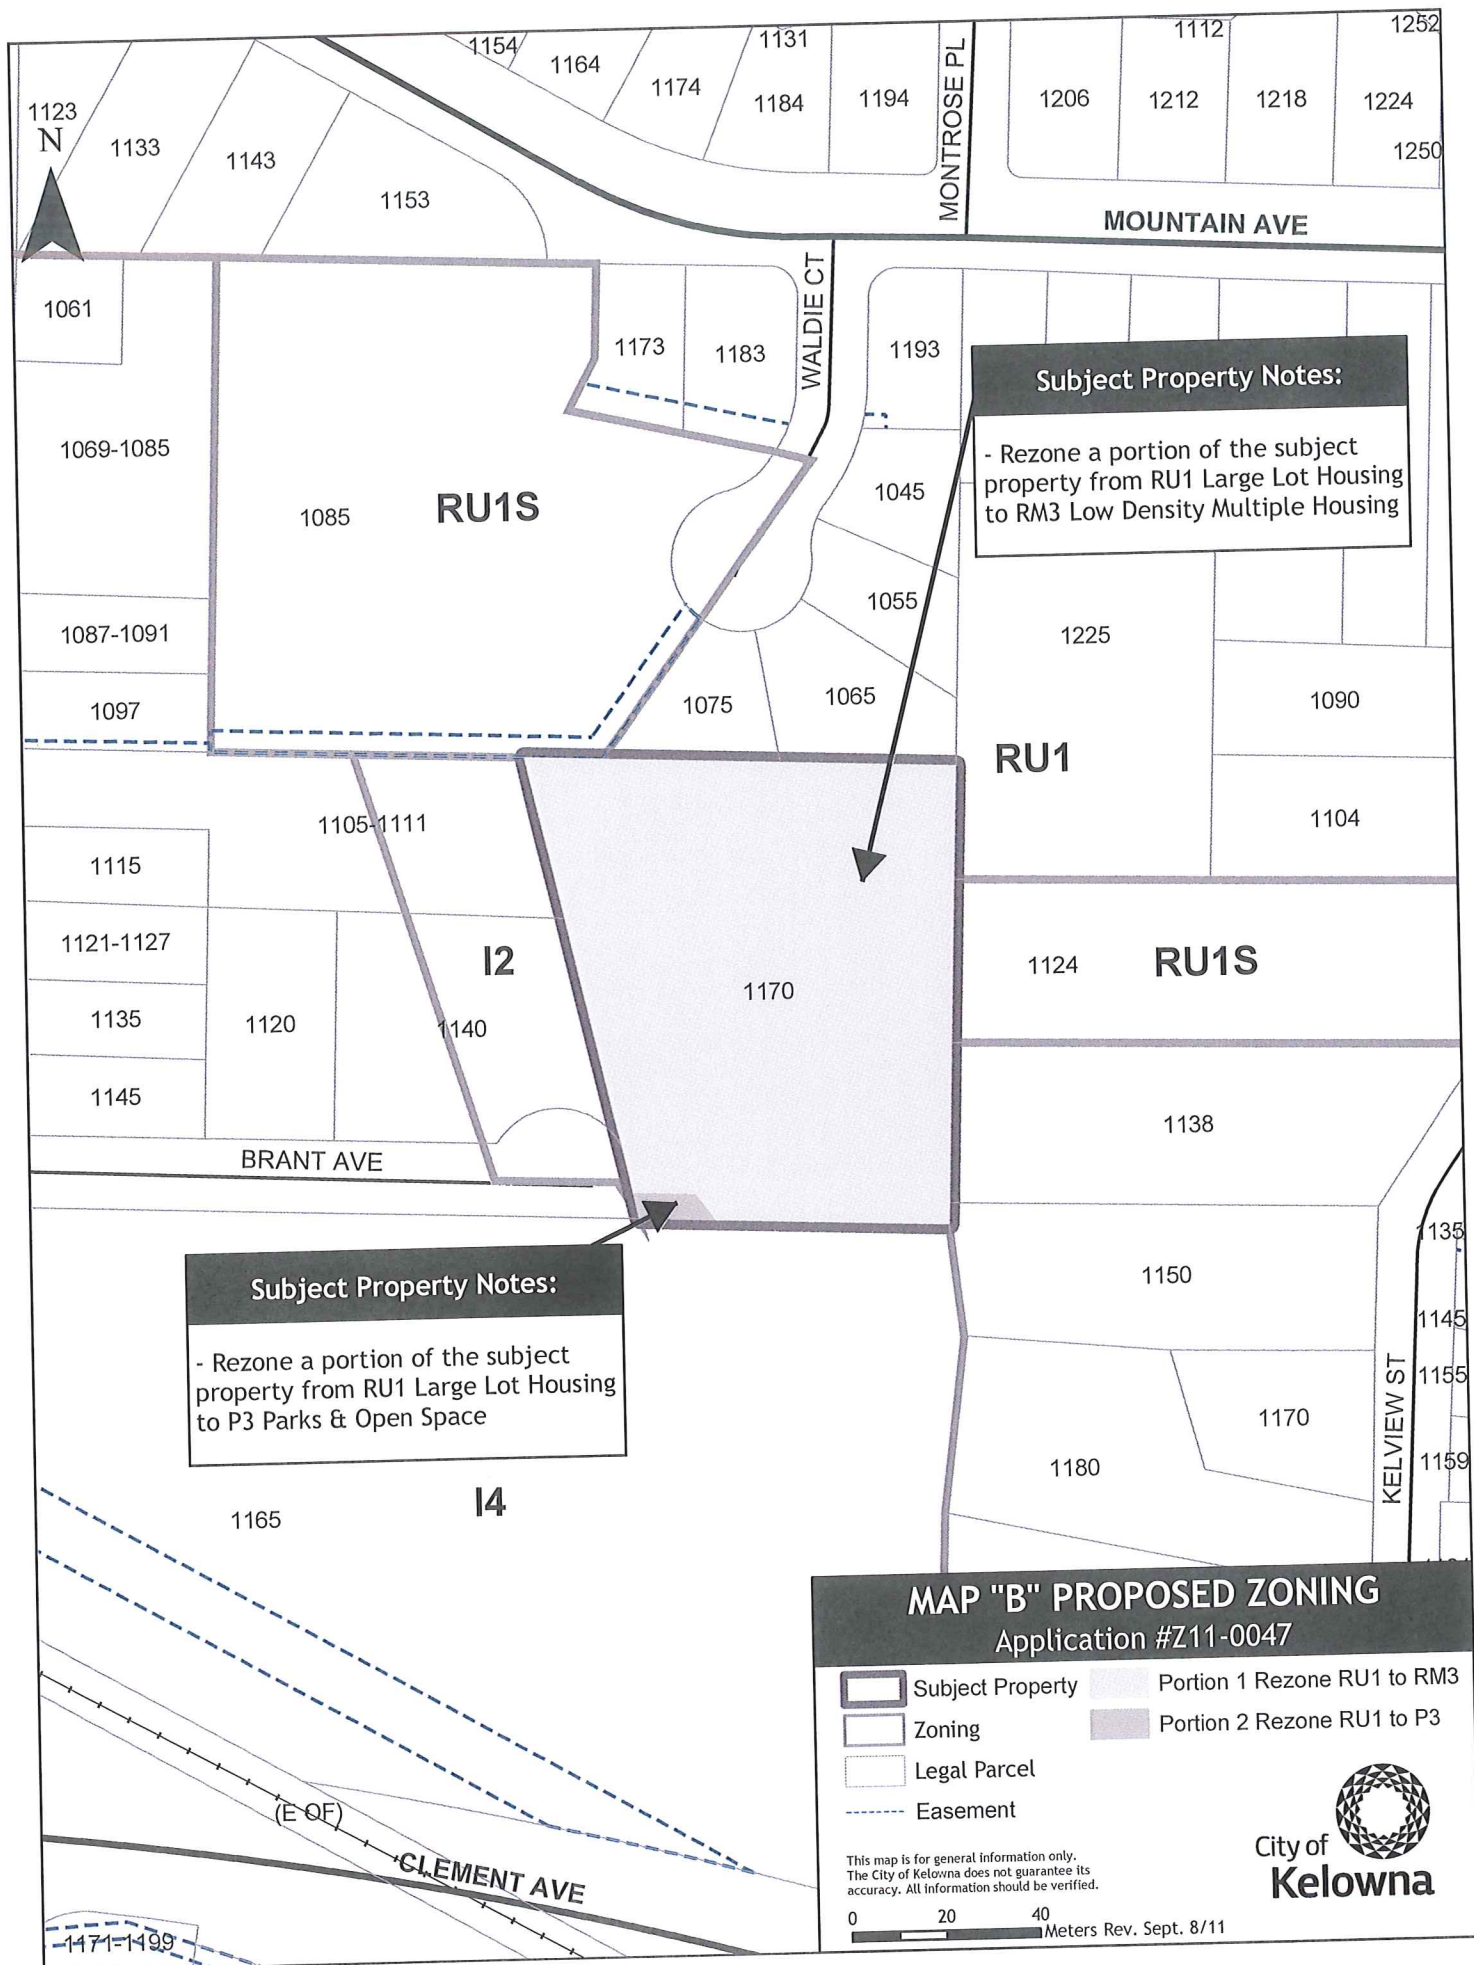 1154
1164
1174
1131
1184
1194
MONTROSE PL
1112
1252
1206
1212
1218
1224
1250
1123
N
1133
1143
1153
MOUNTAIN AVE
1061
WALDIE CT
1173
1183
1193
Subject Property Notes:
- Rezone a portion of the subject
property from RU1 Large Lot Housing
to RM3 Low Density Multiple Housing
1069-1085
1085
RU1S
1045
1055
1225
1087-1091
1097
1075
1065
1090
RU1
1105-1111
1104
1115
1121-1127
I2
1170
1124
RU1S
1135
1120
1140
1145
1138
BRANT AVE
Subject Property Notes:
- Rezone a portion of the subject
property from RU1 Large Lot Housing
to P3 Parks & Open Space
1150
1135
1145
1155
1170
1159
1180
KELVIEW ST
1165
I4
(E OF)
CLEMENT AVE
1171-1199
MAP "B" PROPOSED ZONING
Application #Z11-0047
Subject Property
Zoning
Legal Parcel
Easement
Portion 1 Rezone RU1 to RM3
Portion 2 Rezone RU1 to P3
This map is for general information only.
The City of Kelowna does not guarantee its
accuracy. All information should be verified.
City of
Kelowna
0 20 40
Meters Rev. Sept. 8/11